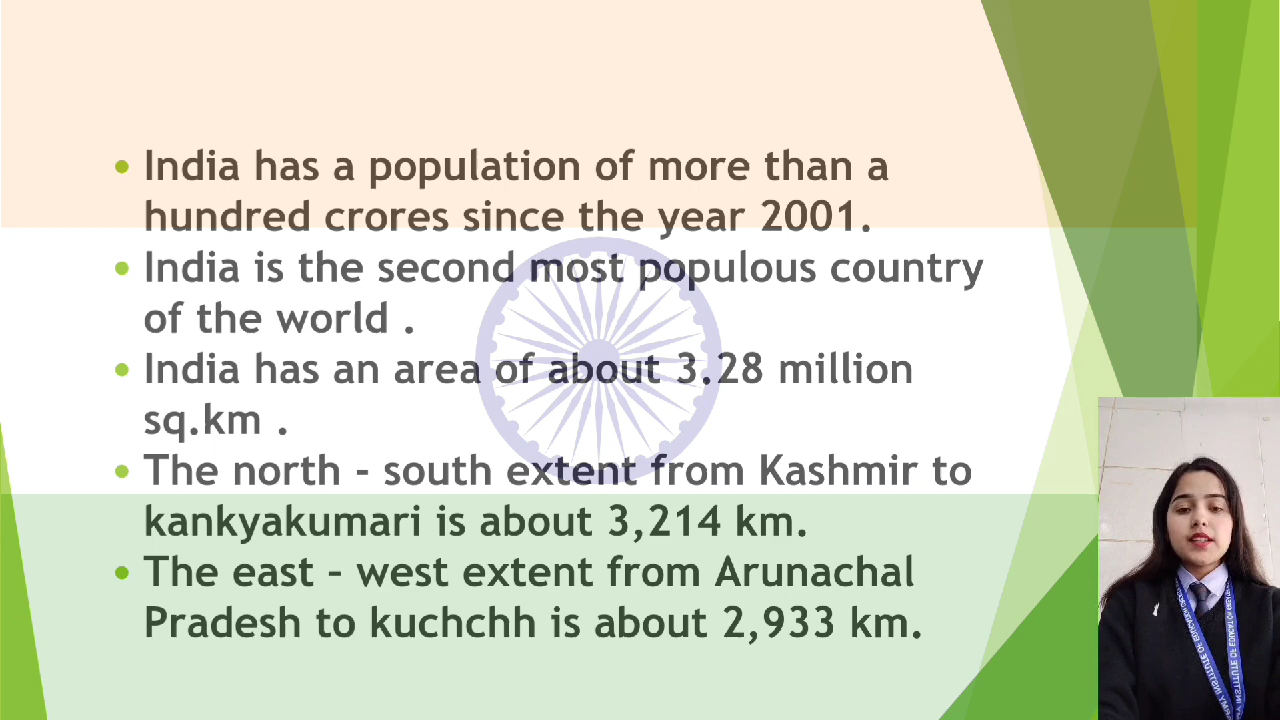 India has a population of more than a
hundred crores since the year 2001.
India is the second most populous country
of the world .
India has an area of about 3.28 million
sq.km .
The north - south extent from Kashmir to
kankyakumari is about 3,214 km.
The east – west extent from Arunachal
Pradesh to kuchchh is about 2,933 km.
INSTITUTE OF EDUCATION